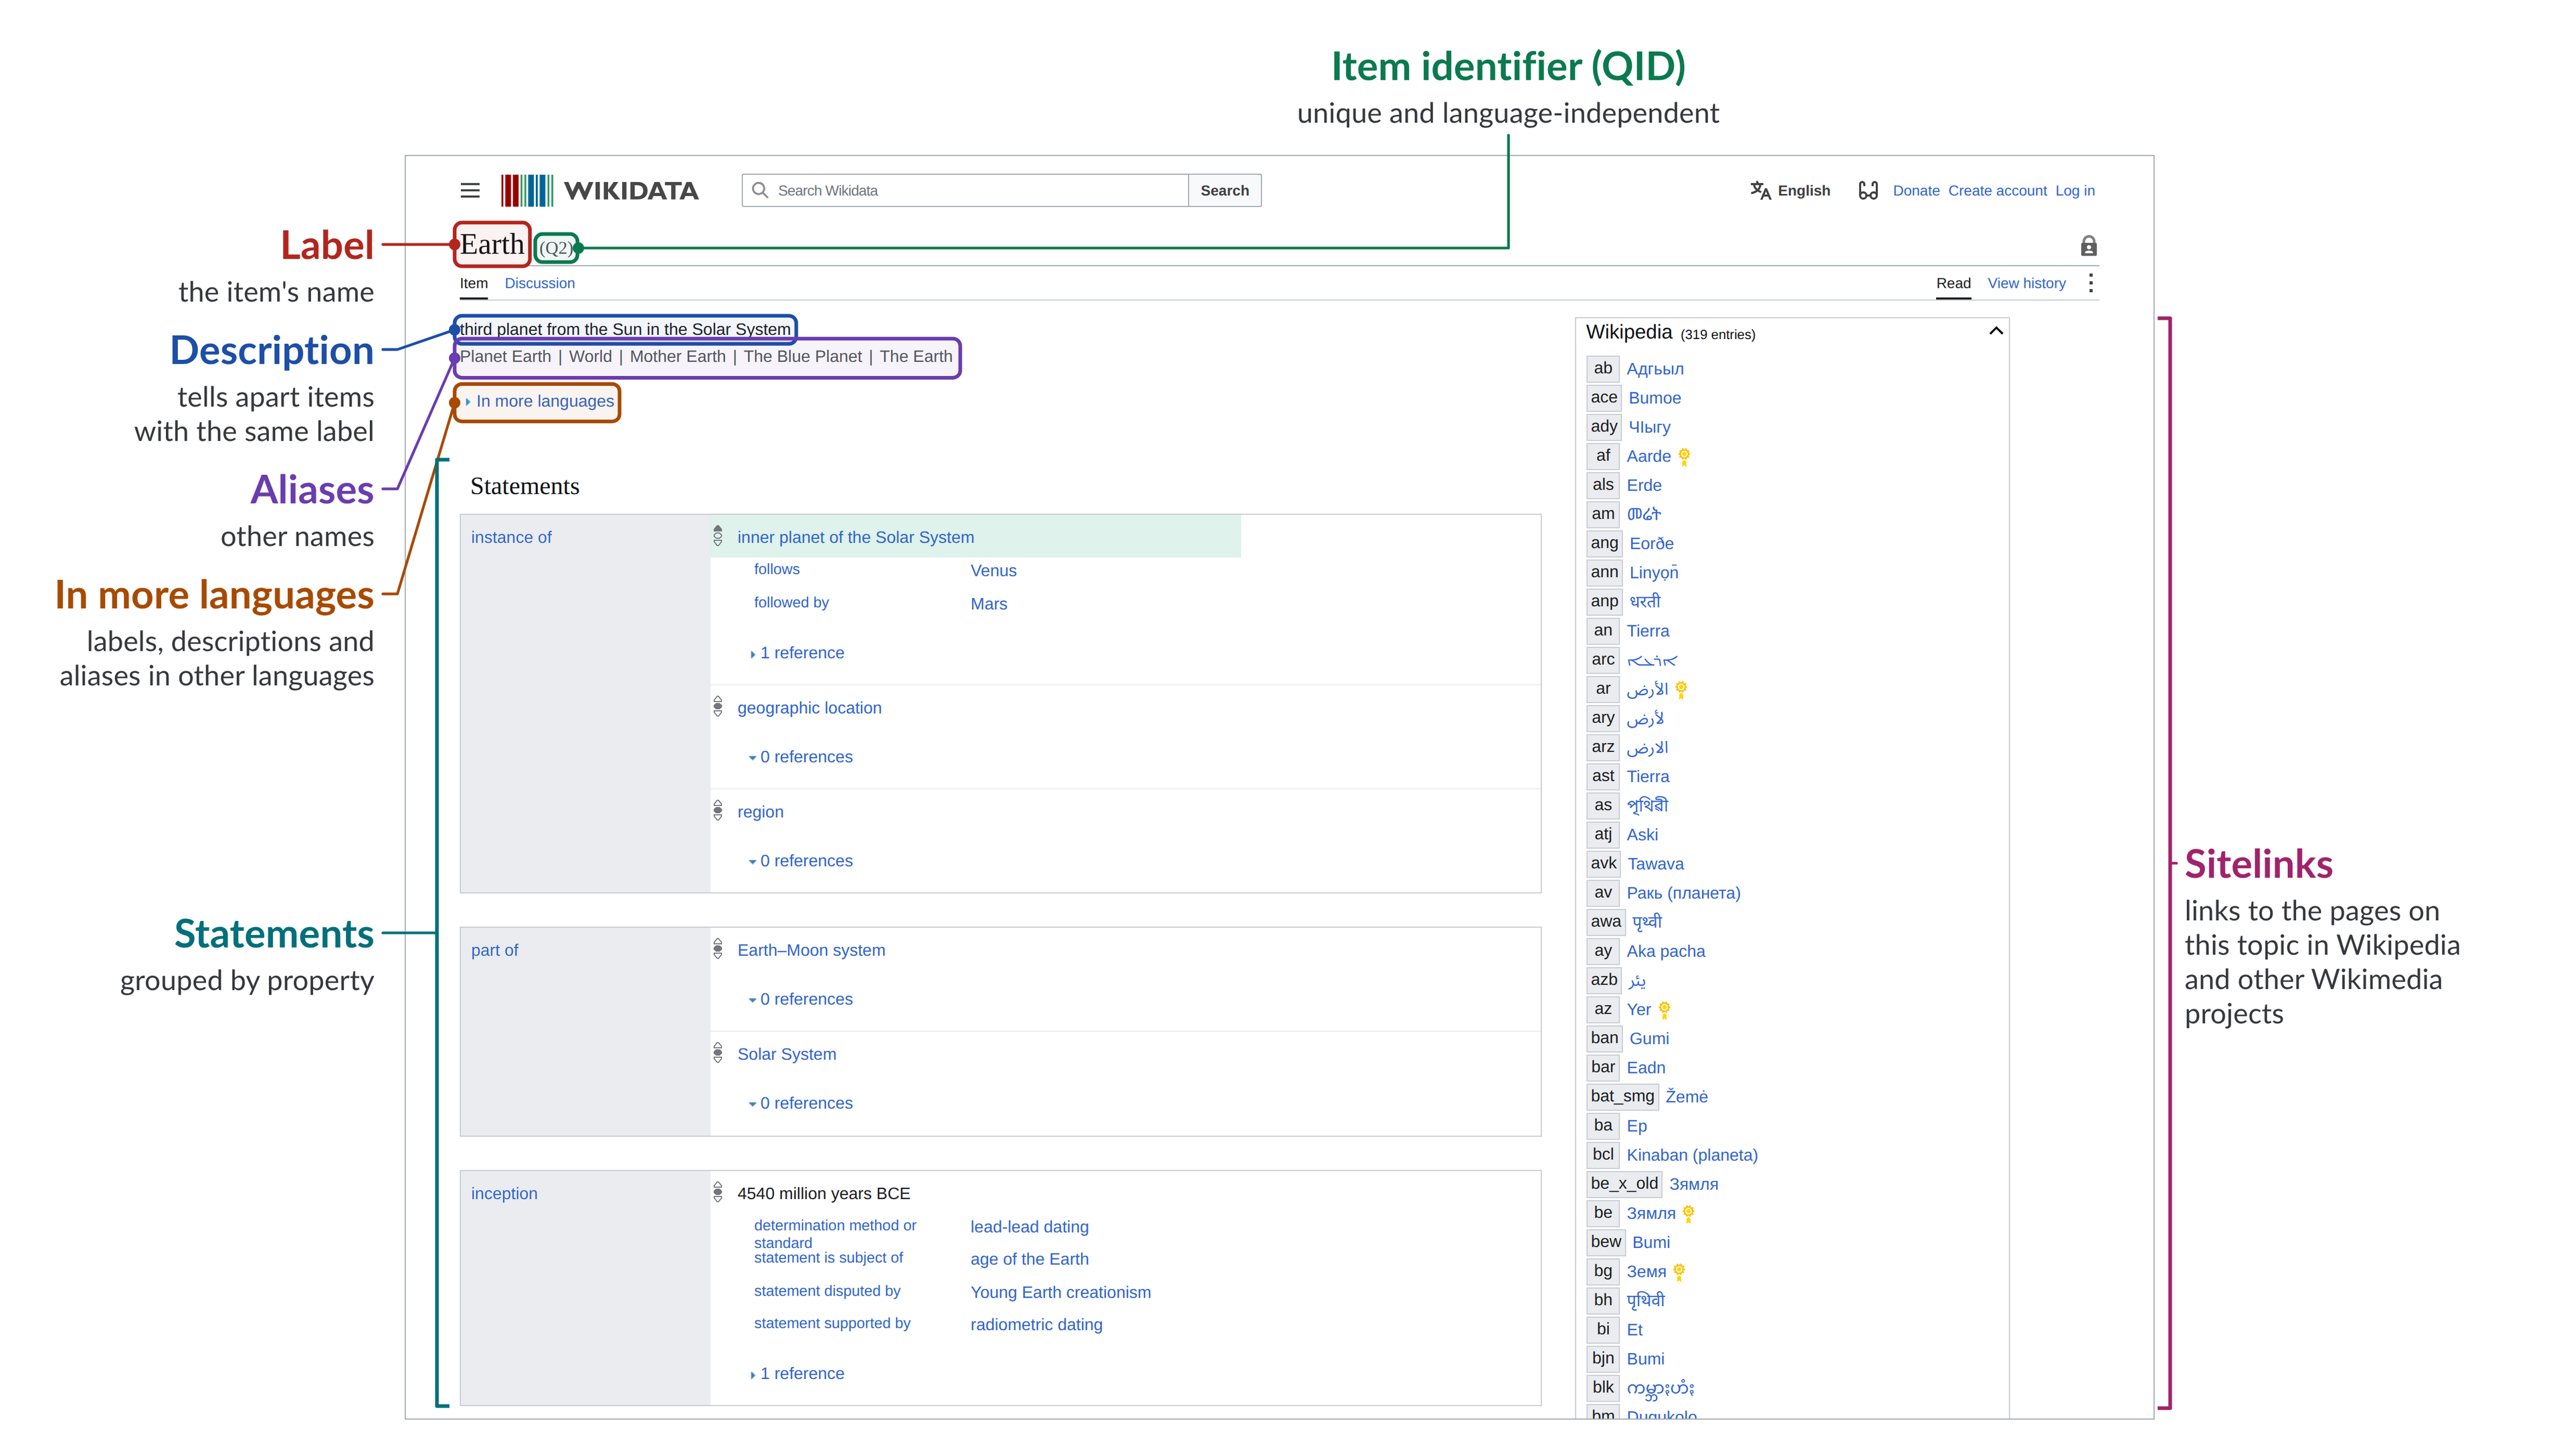 Item identifier (QID)
unique and language-independent
WIKIDATA
Search Wikidata
Search
English
Donate Create account Log in
Label
the item's name
Earth (Q2)
Item Discussion
Read View history
Description
tells apart items
with the same label
third planet from the Sun in the Solar System
Aliases
other names
Planet Earth | World | Mother Earth | The Blue Planet | The Earth
In more languages
labels, descriptions and
aliases in other languages
In more languages
Statements
grouped by property
Statements
instance of
inner planet of the Solar System
follows Venus
followed by Mars
1 reference
geographic location
0 references
region
0 references
part of
Earth–Moon system
0 references
Solar System
0 references
inception
4540 million years BCE
determination method or
standard
lead-lead dating
statement is subject of age of the Earth
statement disputed by Young Earth creationism
statement supported by radiometric dating
1 reference
Wikipedia (319 entries)
ab Адгьыл
ace Bumoe
ady ЧӀыгу
af Aarde
als Erde
am መሬት
ang Eorðe
ann Linyọn̄
anp धरती
an Tierra
arc ܐܪܥܐ
ar الأرض
ary لأرض
arz الارض
ast Tierra
as পৃথিৱী
atj Aski
avk Tawava
av Ракь (планета)
awa पृथ्वी
ay Aka pacha
azb یئر
az Yer
ban Gumi
bar Eadn
bat_smg Žemė
ba Ер
bcl Kinaban (planeta)
be_x_old Зямля
be Зямля
bew Bumi
bg Земя
bh पृथिवी
bi Et
bjn Bumi
blk
bm Dugukolo
Sitelinks
links to the pages on
this topic in Wikipedia
and other Wikimedia
projects